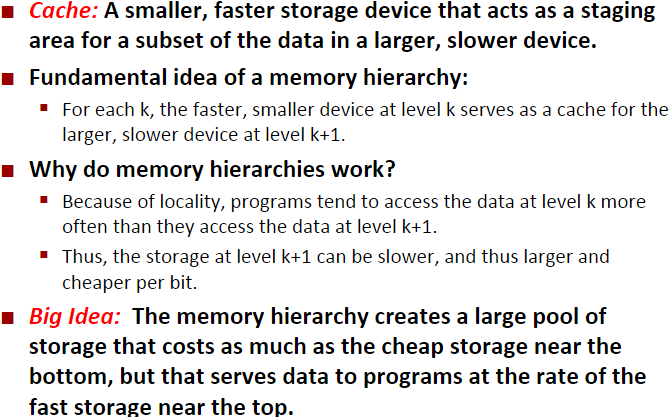 Cache: A smaller, faster storage device that acts as a staging
area for a subset of the data in a larger, slower device.
Fundamental idea of a memory hierarchy:
For each k, the faster, smaller device at level k serves as a cache for the
larger, slower device at level k+1.
Why do memory hierarchies work?
Because of locality, programs tend to access the data at level k more
often than they access the data at level k+1.
Thus, the storage at level k+1 can be slower, and thus larger and
cheaper per bit.
Big Idea: The memory hierarchy creates a large pool of
storage that costs as much as the cheap storage near the
bottom, but that serves data to programs at the rate of the
fast storage near the top.